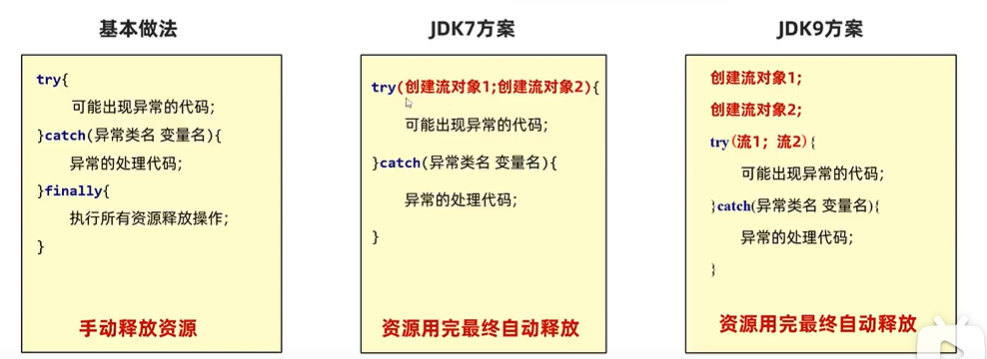 基本做法
try{
可能出现异常的代码;
}catch(异常类名 变量名){
异常的处理代码;
}finally{
执行所有资源释放操作;
}
手动释放资源
JDK7方案
try(创建流对象1;创建流对象2){
可能出现异常的代码;
}catch(异常类名 变量名){
异常的处理代码;
}
资源用完最终自动释放
JDK9方案
创建流对象1;
创建流对象2;
try(流1; 流2){
可能出现异常的代码;
}catch(异常类名 变量名){
异常的处理代码;
}
资源用完最终自动释放